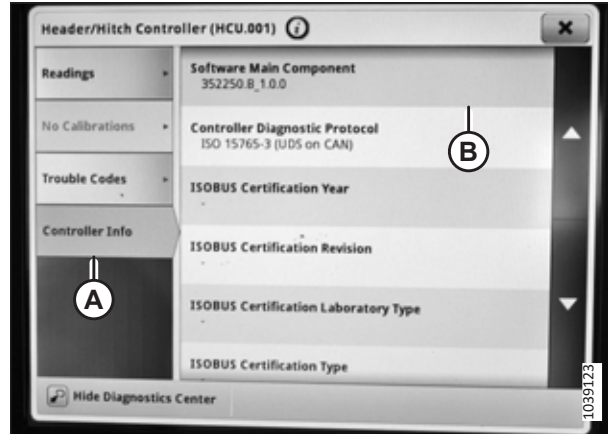 Header/Hitch Controller (HCU.001)
Readings
No Calibrations
Trouble Codes
Controller Info
Software Main Component
352250.B_1.0.0
Controller Diagnostic Protocol
ISO 15765-3 (UDS on CAN)
ISOBUS Certification Year
-
ISOBUS Certification Revision
-
ISOBUS Certification Laboratory Type
-
ISOBUS Certification Type
A
B
Hide Diagnostics Center
1039123